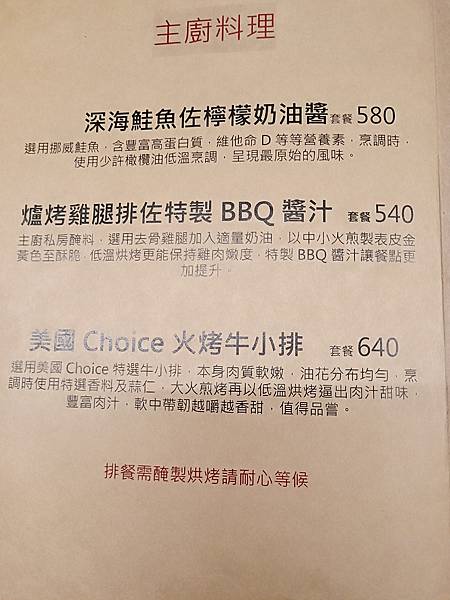 主廚料理
深海鮭魚佐檸檬奶油醬 套餐 580
選用挪威鮭魚,含豐富高蛋白質,維他命 D 等等營養素,烹調時,
使用少許橄欖油低溫烹調,呈現最原始的風味。
爐烤雞腿排佐特製 BBQ 醬汁 套餐 540
主廚私房醃料,選用去骨雞腿加入適量奶油,以中小火煎製表皮金
黃色至酥脆,低溫烘烤更能保持雞肉嫩度,特製 BBQ 醬汁讓餐點更
加提升。
美國 Choice 火烤牛小排 套餐 640
選用美國 Choice 特選牛小排,本身肉質軟嫩,油花分布均勻,烹
調時使用特選香料及蒜仁,大火煎烤再以低溫烘烤逼出肉汁甜味,
豐富肉汁,軟中帶韌越嚼越香甜,值得品嘗。
排餐需醃製烘烤請耐心等候